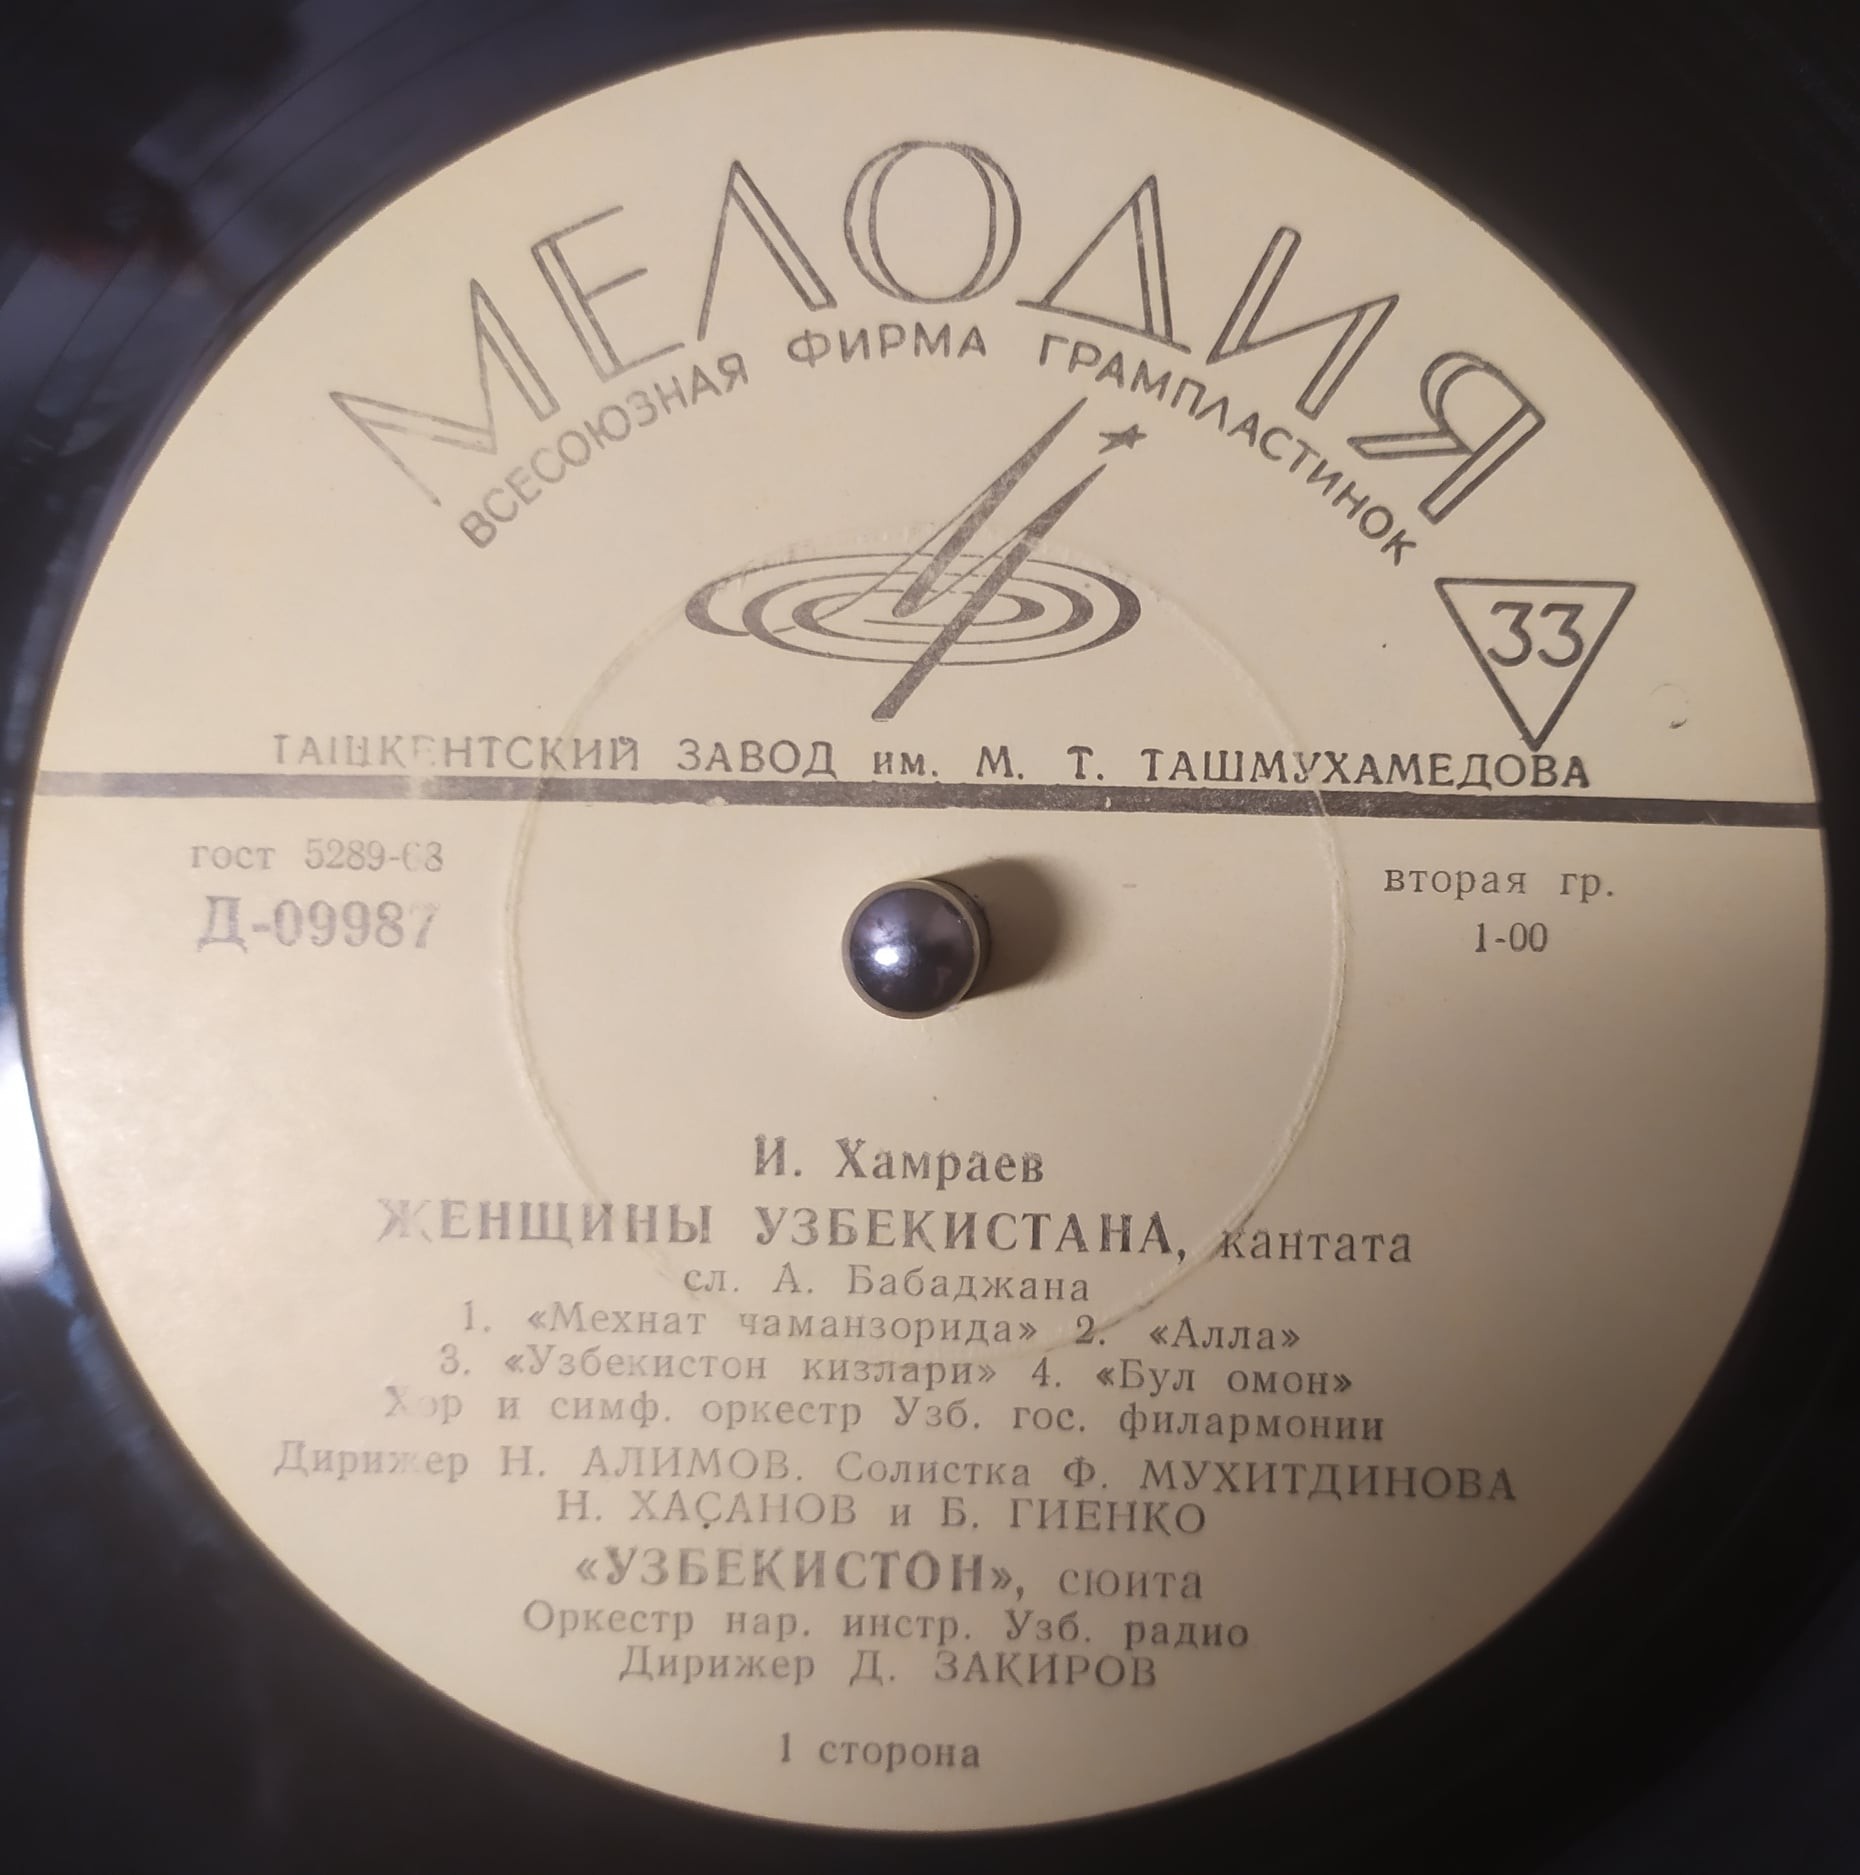 МЕЛОДИЯ
ВСЕСОЮЗНАЯ ФИРМА ГРАМПЛАСТИНОК
33
ТАШКЕНТСКИЙ ЗАВОД им. М. Т. ТАШМУХАМЕДОВА
гост 5289-68
Д-09987
вторая гр.
1-00
И. Хамраев
ЖЕНЩИНЫ УЗБЕКИСТАНА, кантата
сл. А. Бабаджана
1. «Мехнат чаманзорида» 2. «Алла»
3. «Узбекистон кизлари» 4. «Бул омон»
Хор и симф. оркестр Узб. гос. филармонии
Дирижер Н. АЛИМОВ. Солистка Ф. МУХИТДИНОВА
Н. ХАСАНОВ и Б. ГИЕНКО
«УЗБЕКИСТОН», сюита
Оркестр нар. инстр. Узб. радио
Дирижер Д. ЗАКИРОВ
1 сторона